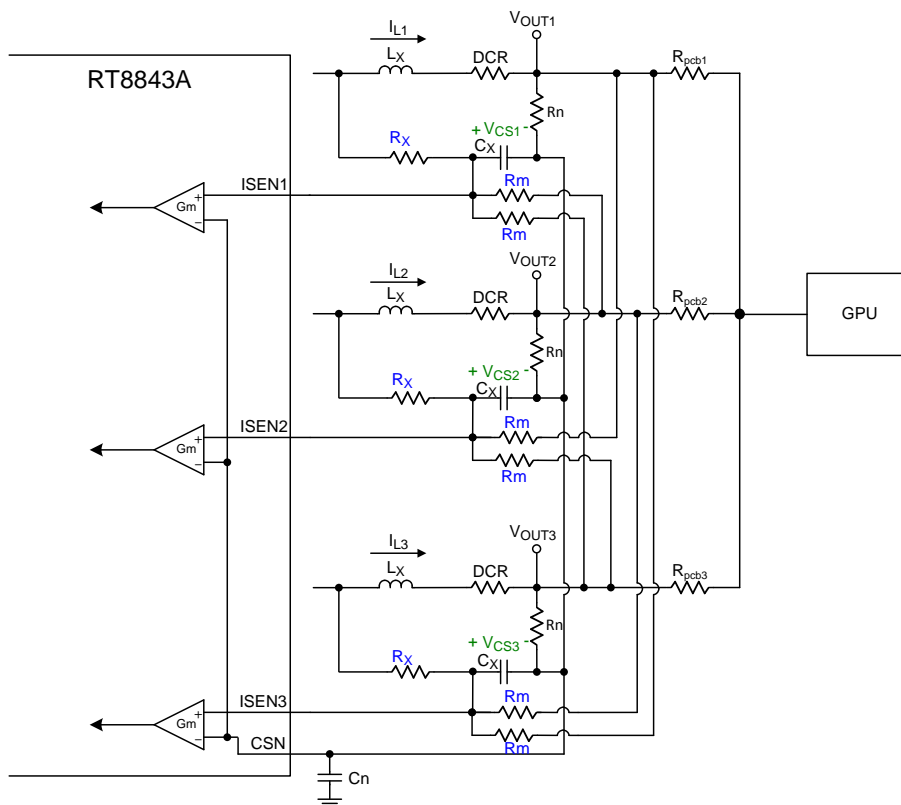 VOUT1
IL1
LX
DCR
Rpcb1
RT8843A
Rn
+ VCS1 -
RX
CX
ISEN1
Rm
Gm
+
−
Rm
VOUT2
IL2
LX
DCR
Rpcb2
GPU
Rn
+ VCS2 -
RX
CX
ISEN2
Rm
Gm
+
−
Rm
VOUT3
IL3
LX
DCR
Rpcb3
Rn
+ VCS3 -
RX
CX
ISEN3
Rm
Gm
+
−
CSN
Rm
Cn